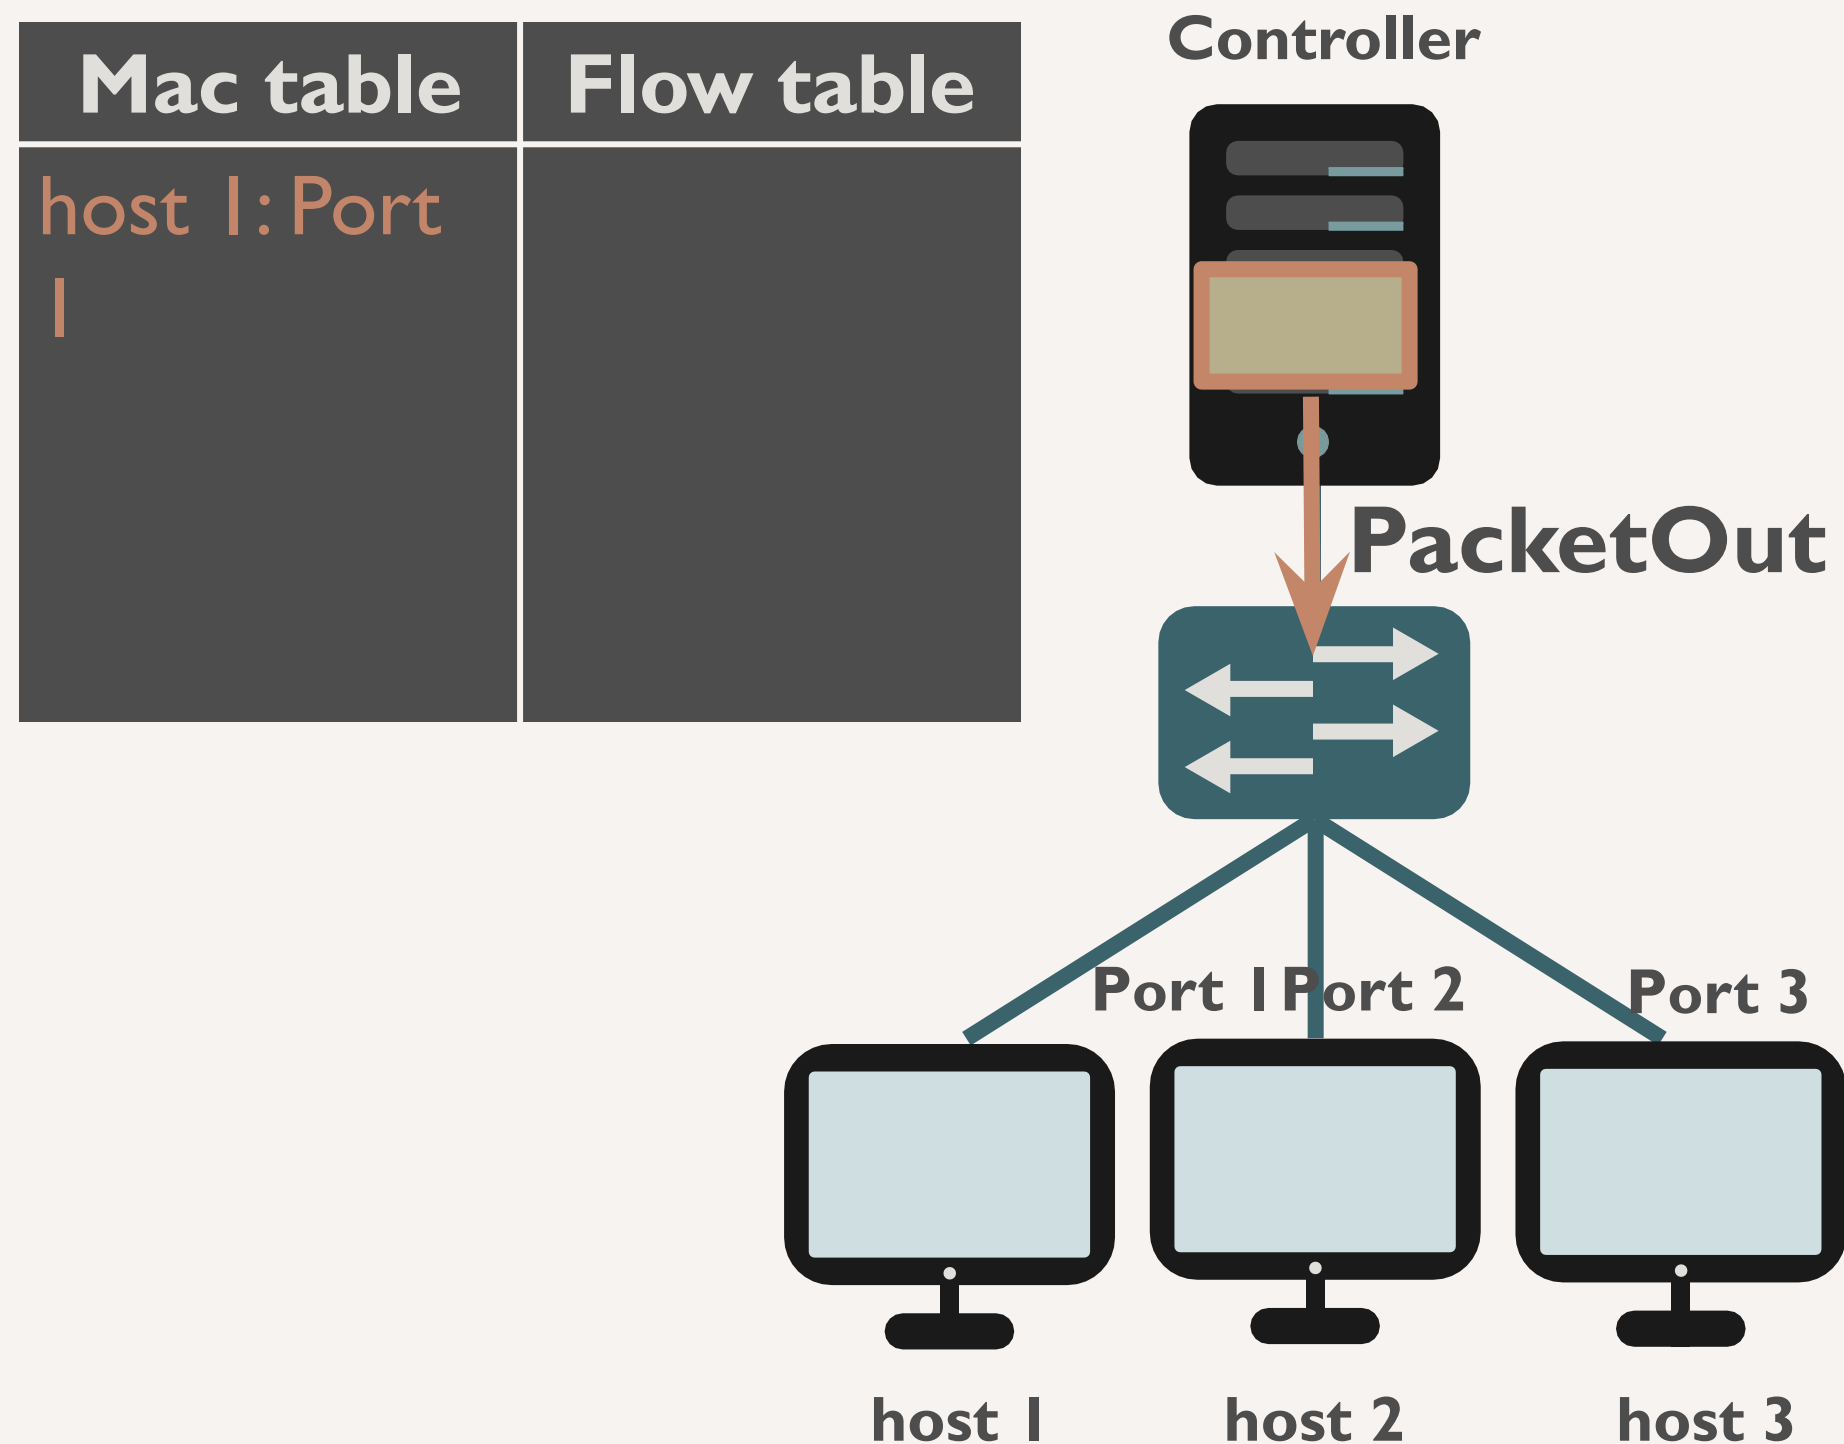 Controller
Mac table
Flow table
host 1: Port
1
PacketOut
Port 1
Port 2
Port 3
host 1
host 2
host 3